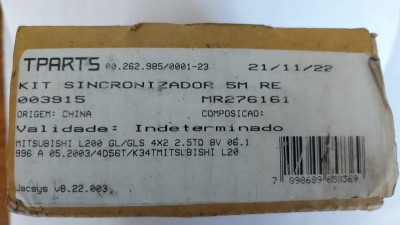 TPARTS 00.262.985/0001-23 21/11/22
KIT SINCRONIZADOR 5M RE
003915 MR276161
ORIGEM: CHINA COMPOSICAO:
Validade: Indeterminado
MITSUBISHI L200 GL/GLS 4X2 2.5TD 8V 06.1
996 A 05.2003/4D56T/K34TMITSUBISHI L20
7 898689 658369
Jacsys v8.22.003